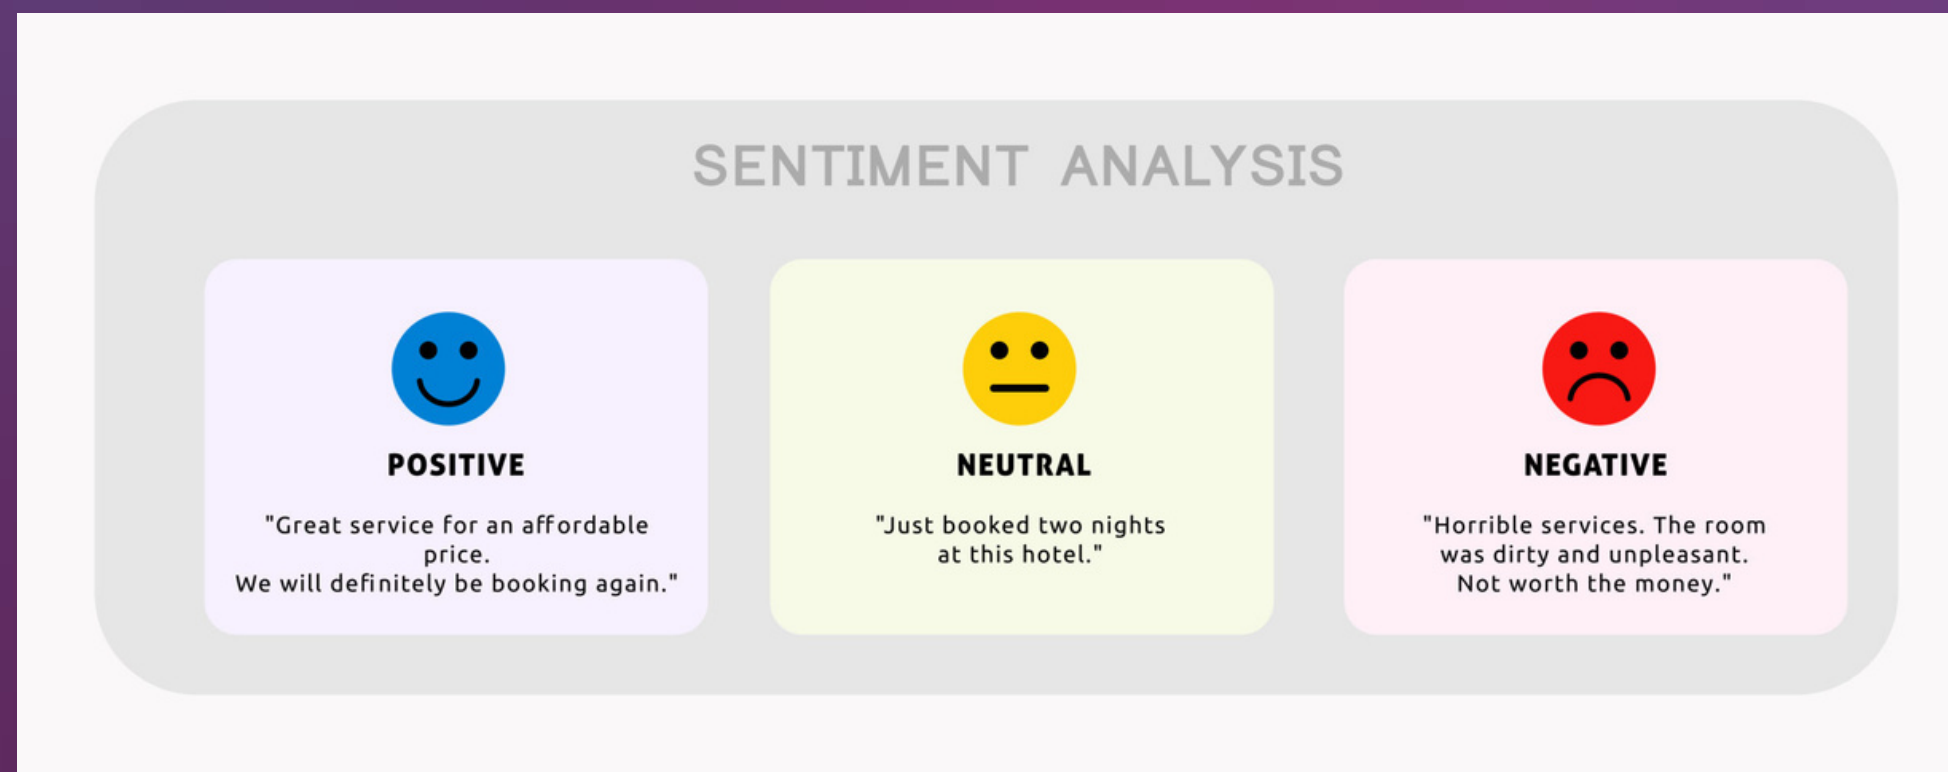 SENTIMENT ANALYSIS
POSITIVE
"Great service for an affordable
price.
We will definitely be booking again."
NEUTRAL
"Just booked two nights
at this hotel."
NEGATIVE
"Horrible services. The room
was dirty and unpleasant.
Not worth the money."